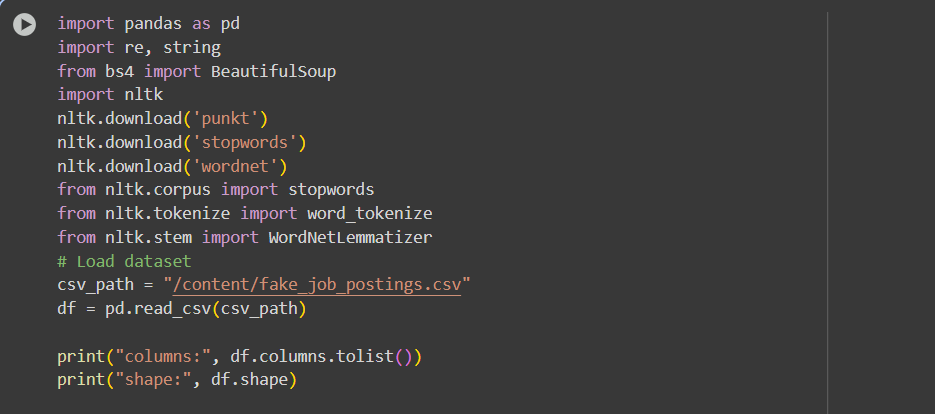 import pandas as pd
import re, string
from bs4 import BeautifulSoup
import nltk
nltk.download('punkt')
nltk.download('stopwords')
nltk.download('wordnet')
from nltk.corpus import stopwords
from nltk.tokenize import word_tokenize
from nltk.stem import WordNetLemmatizer
# Load dataset
csv_path = "/content/fake_job_postings.csv"
df = pd.read_csv(csv_path)
print("columns:", df.columns.tolist())
print("shape:", df.shape)